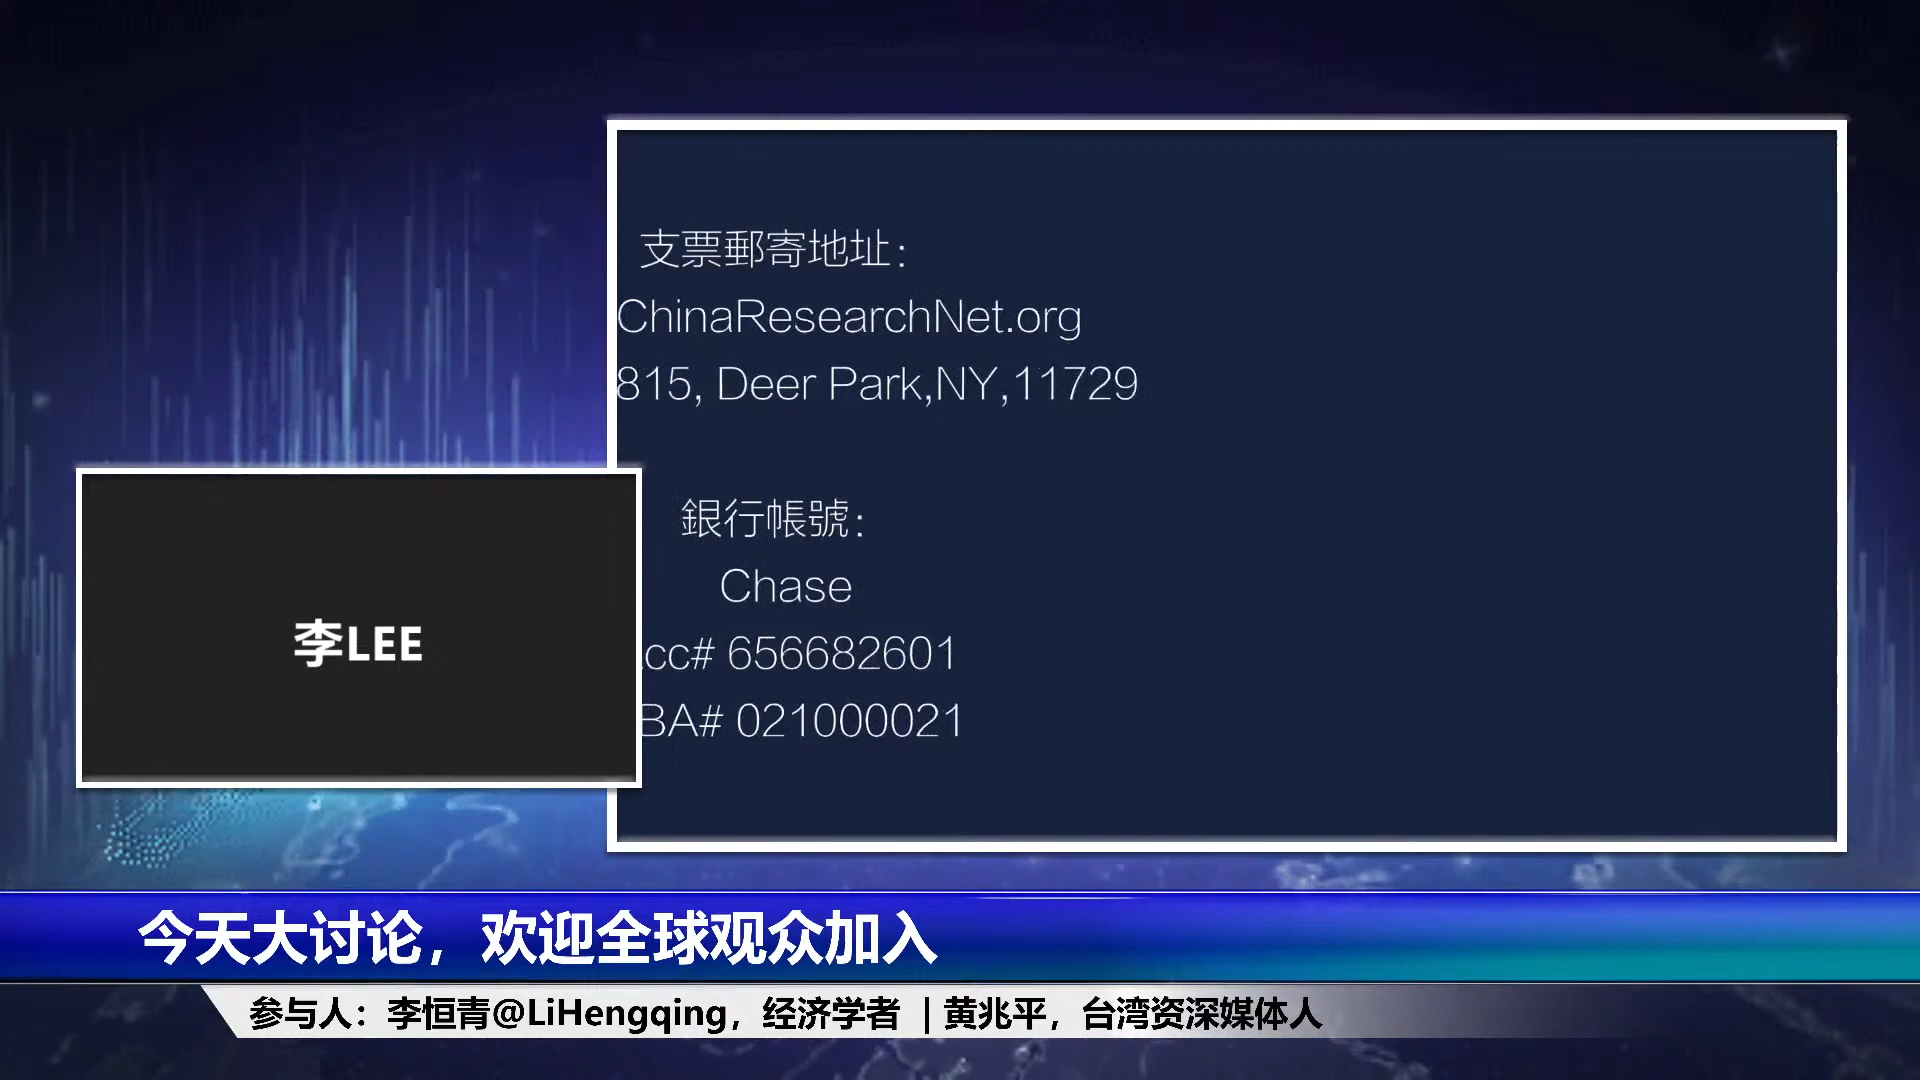 支票郵寄地址：
ChinaResearchNet.org
815, Deer Park,NY,11729
銀行帳號：
Chase
cc# 656682601
BA# 021000021
李LEE
今天大讨论，欢迎全球观众加入
参与人：李恒青@LiHengqing，经济学者 | 黄兆平，台湾资深媒体人